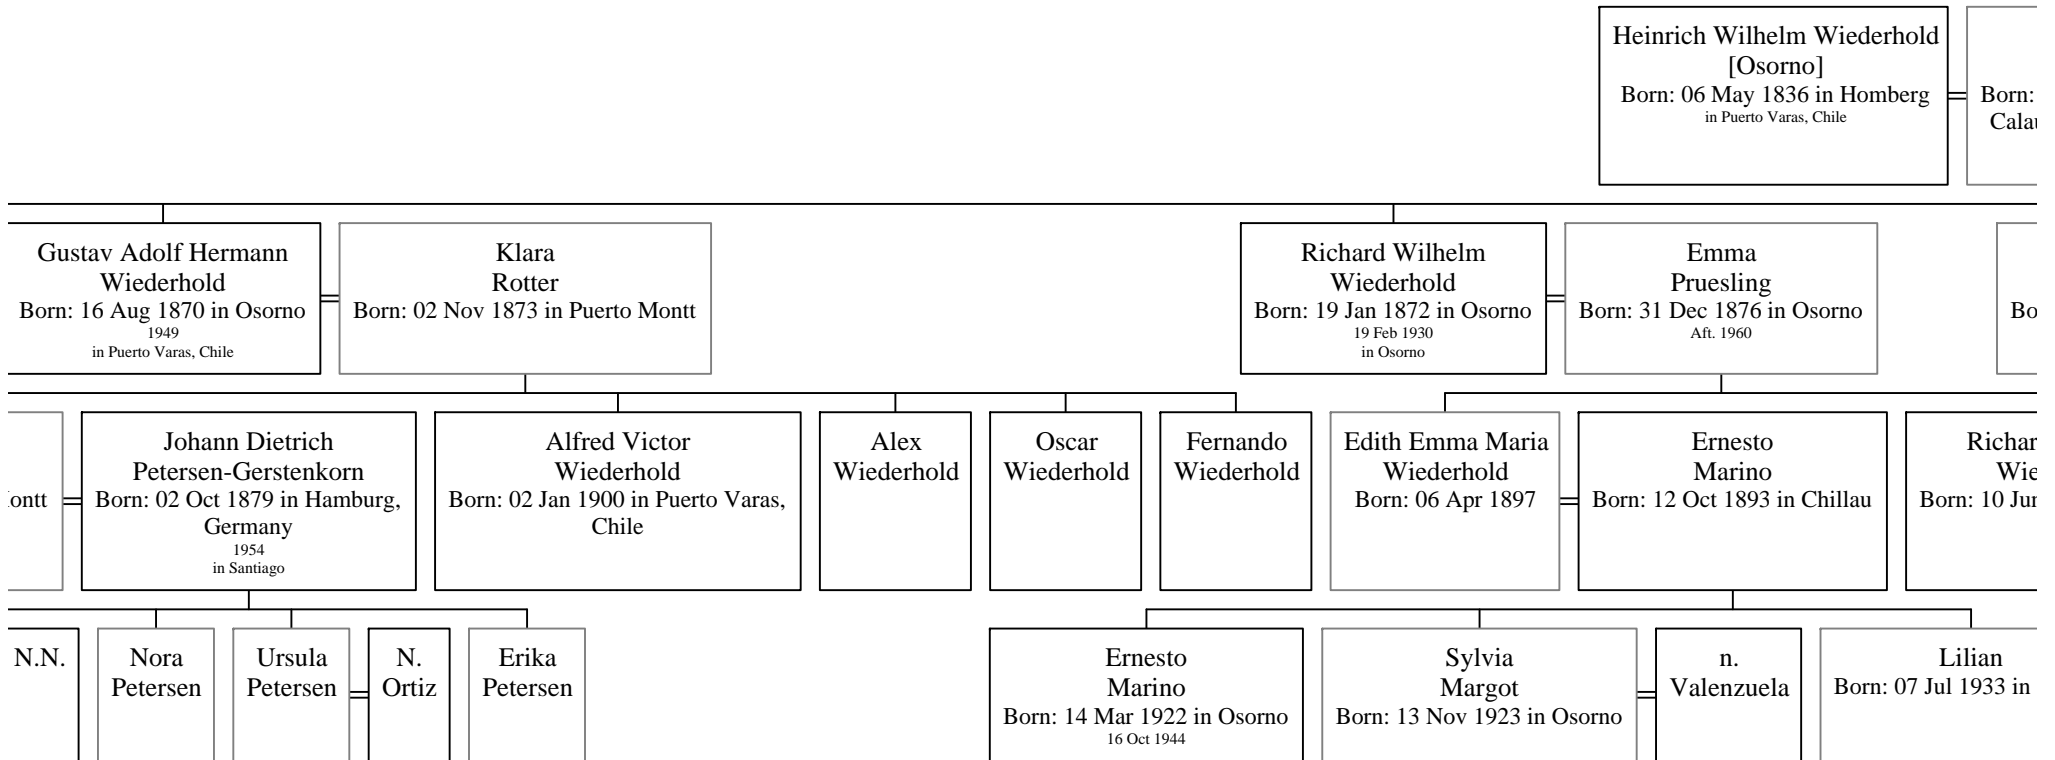 Heinrich Wilhelm Wiederhold
[Osorno]
Born: 06 May 1836 in Homberg
in Puerto Varas, Chile
Born:
Gustav Adolf Hermann
Wiederhold
Born: 16 Aug 1870 in Osorno
1949
in Puerto Varas, Chile
Klara
Rotter
Born: 02 Nov 1873 in Puerto Montt
Richard Wilhelm
Wiederhold
Born: 19 Jan 1872 in Osorno
19 Feb 1930
in Osorno
Emma
Pruesling
Born: 31 Dec 1876 in Osorno
Aft. 1960
Johann Dietrich
Petersen-Gerstenkorn
Born: 02 Oct 1879 in Hamburg,
Germany
1954
in Santiago
Alfred Victor
Wiederhold
Born: 02 Jan 1900 in Puerto Varas,
Chile
Alex
Wiederhold
Oscar
Wiederhold
Fernando
Wiederhold
Edith Emma Maria
Wiederhold
Born: 06 Apr 1897
Ernesto
Marino
Born: 12 Oct 1893 in Chillau
Born: 10
N.N.
Nora
Petersen
Ursula
Petersen
N.
Ortiz
Erika
Petersen
Ernesto
Marino
Born: 14 Mar 1922 in Osorno
16 Oct 1944
Sylvia
Margot
Born: 13 Nov 1923 in Osorno
n.
Valenzuela
Lilian
Born: 07 Jul 1933 in